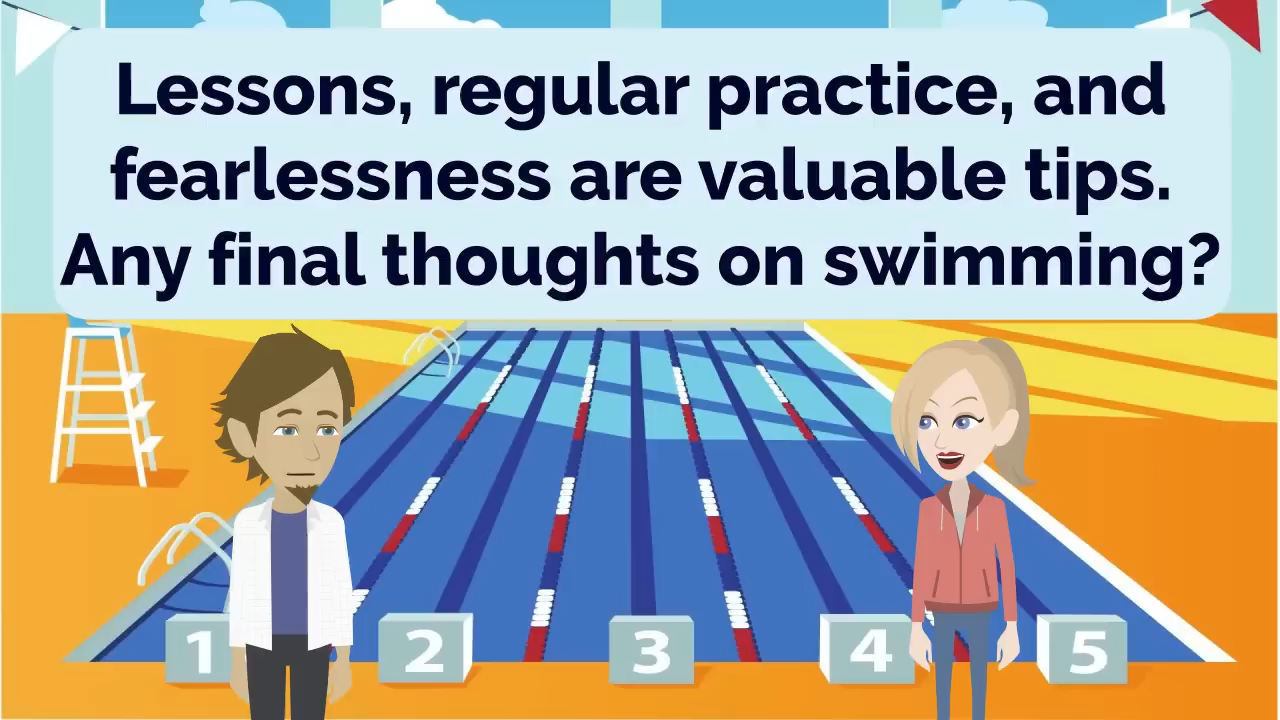 Lessons, regular practice, and
fearlessness are valuable tips.
Any final thoughts on swimming?
1 2 3 4 5